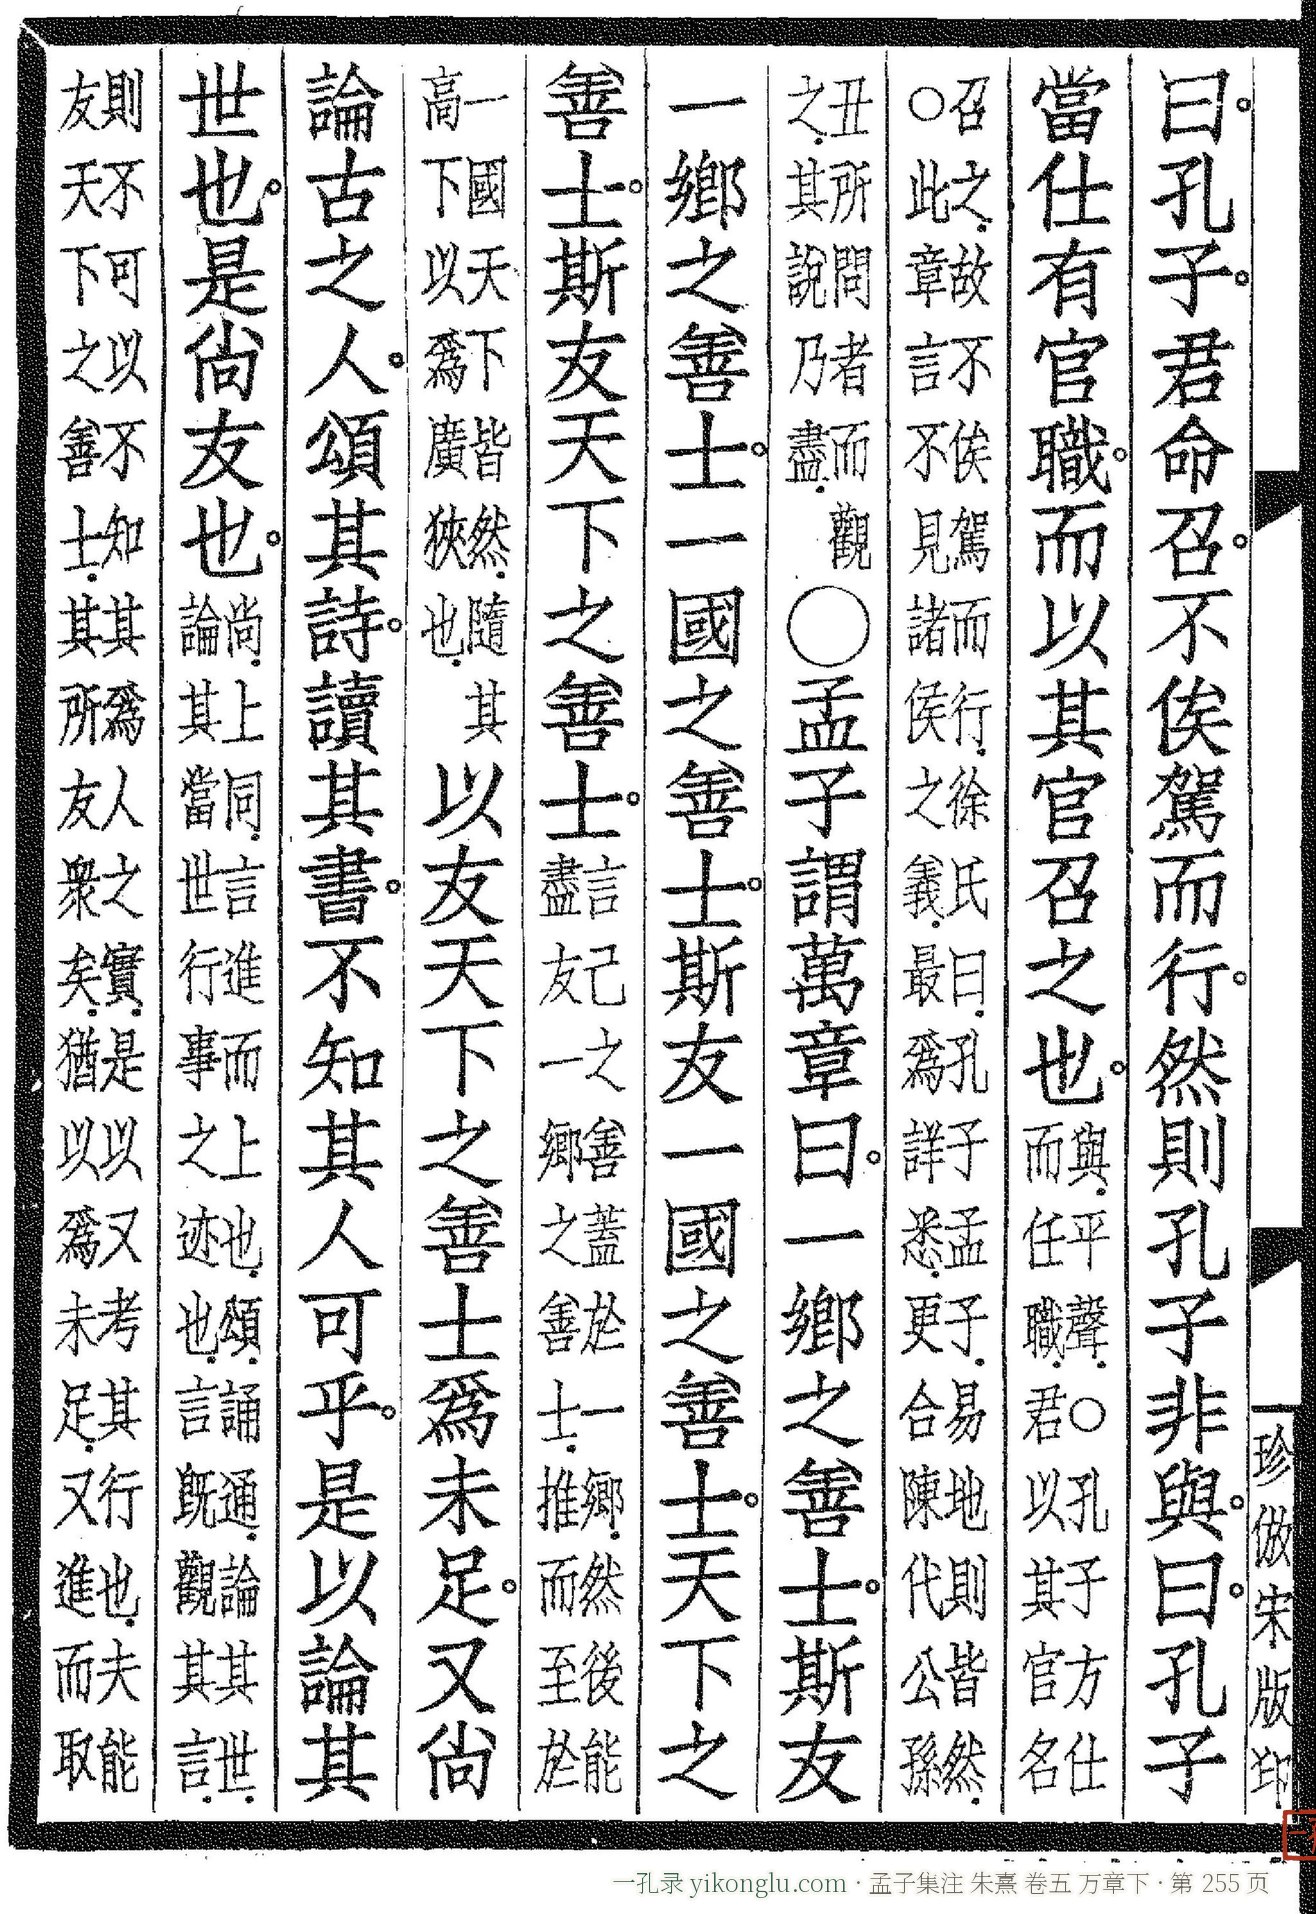 曰。孔子。君命召。不俟駕而行。然則孔子非與。曰。孔子
當仕有官職。而以其官召之也。
與。平聲。○孔子方仕
而任職。君以其官名
召之。故不俟駕而行。徐氏曰。孔子孟子。易地則皆然。
○此章言不見諸侯之義。最爲詳悉。更合陳代公孫
丑所問者而觀
之。其說乃盡。
○孟子謂萬章曰。一鄉之善士。斯友
一鄉之善士。一國之善士。斯友一國之善士。天下之
善士。斯友天下之善士。
言己之善蓋於一鄉。然後能
盡友一鄉之善士。推而至於
一國天下皆然。隨其
高下以爲廣狹也。
以友天下之善士爲未足。又尚
論古之人。頌其詩。讀其書。不知其人可乎。是以論其
世也。是尚友也。
尚。上同。言進而上也。頌。誦通。論其世。
論其當世行事之迹也。言既觀其言。
則不可以不知其爲人之實。是以又考其行也。夫能
友天下之善士。其所友衆矣。猶以爲未足。又進而取
珍倣宋版印
一孔录 yikonglu.com · 孟子集注 朱熹 卷五 万章下 · 第 255 页